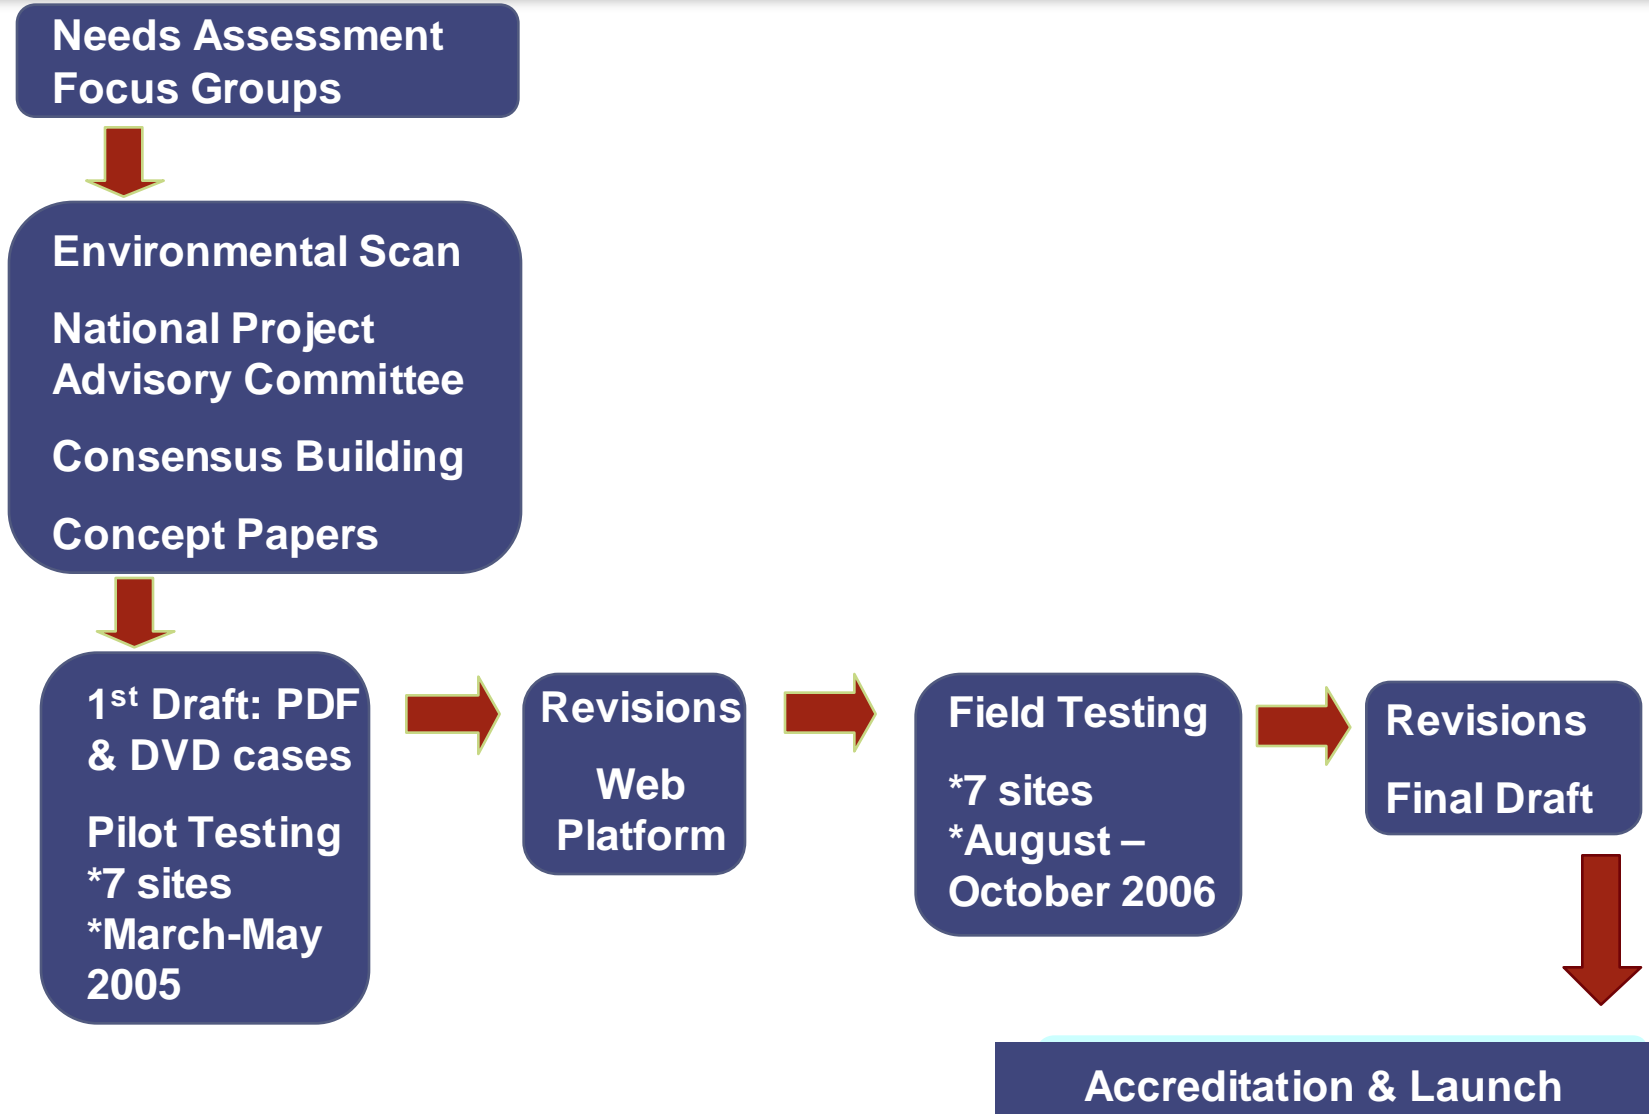 Needs Assessment
Focus Groups
Environmental Scan
National Project
Advisory Committee
Consensus Building
Concept Papers
1st Draft: PDF
& DVD cases
Pilot Testing
*7 sites
*March-May
2005
Revisions
Web
Platform
Field Testing
*7 sites
*August –
October 2006
Revisions
Final Draft
Accreditation & Launch